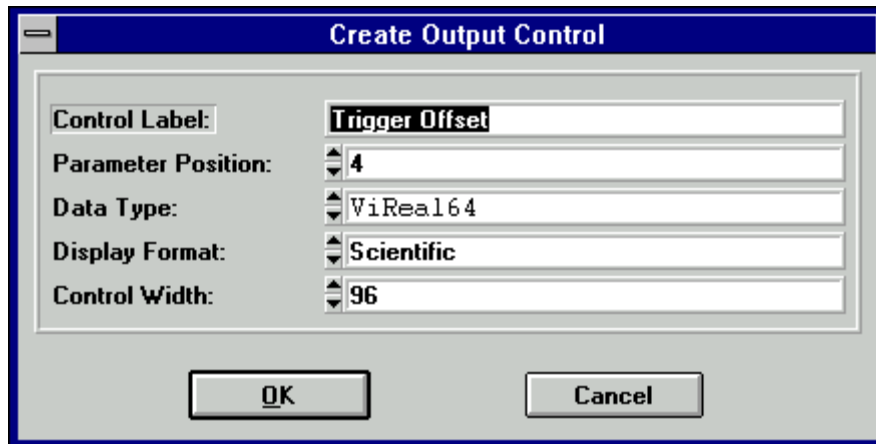 Create Output Control
Control Label: Trigger Offset
Parameter Position: 4
Data Type: ViReal64
Display Format: Scientific
Control Width: 96
OK Cancel